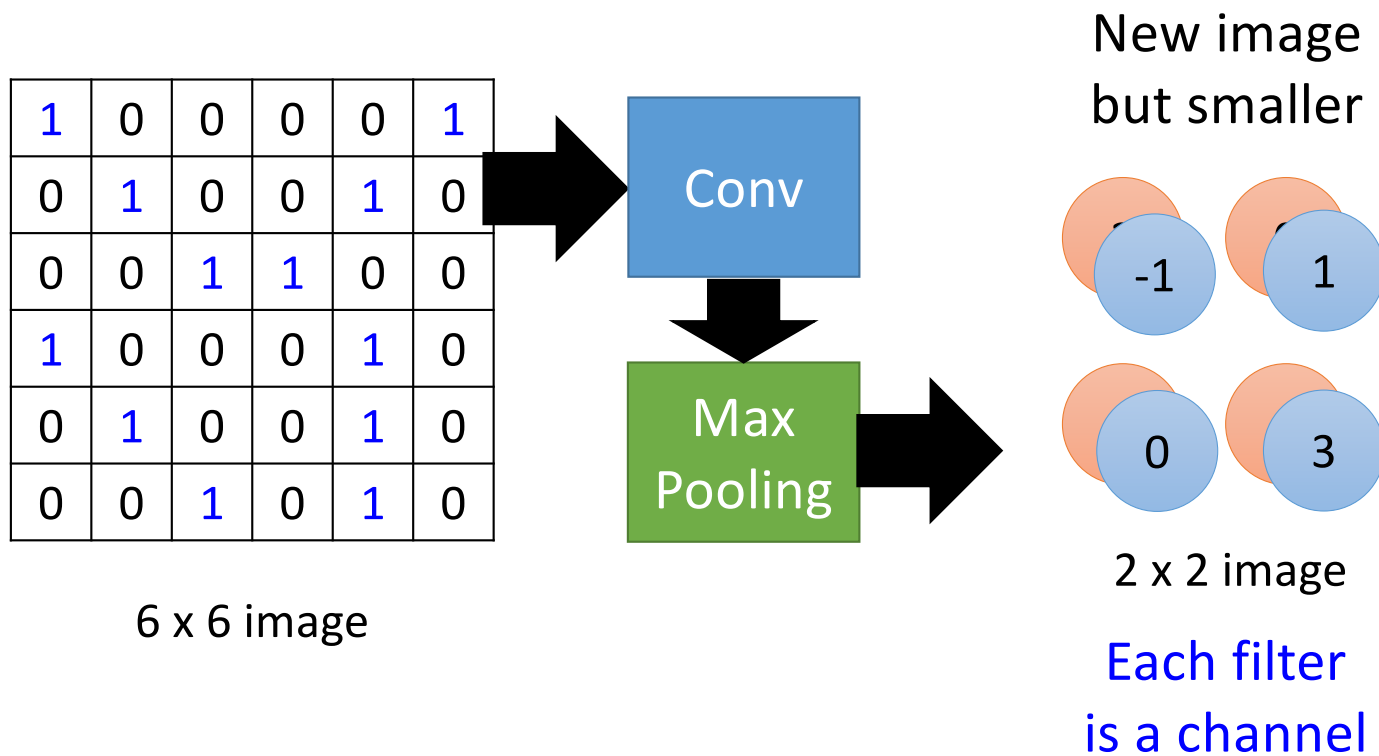 New image
but smaller
1 0 0 0 0 1
0 1 0 0 1 0
0 0 1 1 0 0
1 0 0 0 1 0
0 1 0 0 1 0
0 0 1 0 1 0
6 x 6 image
Conv
Max
Pooling
-1 1
0 3
2 x 2 image
Each filter
is a channel